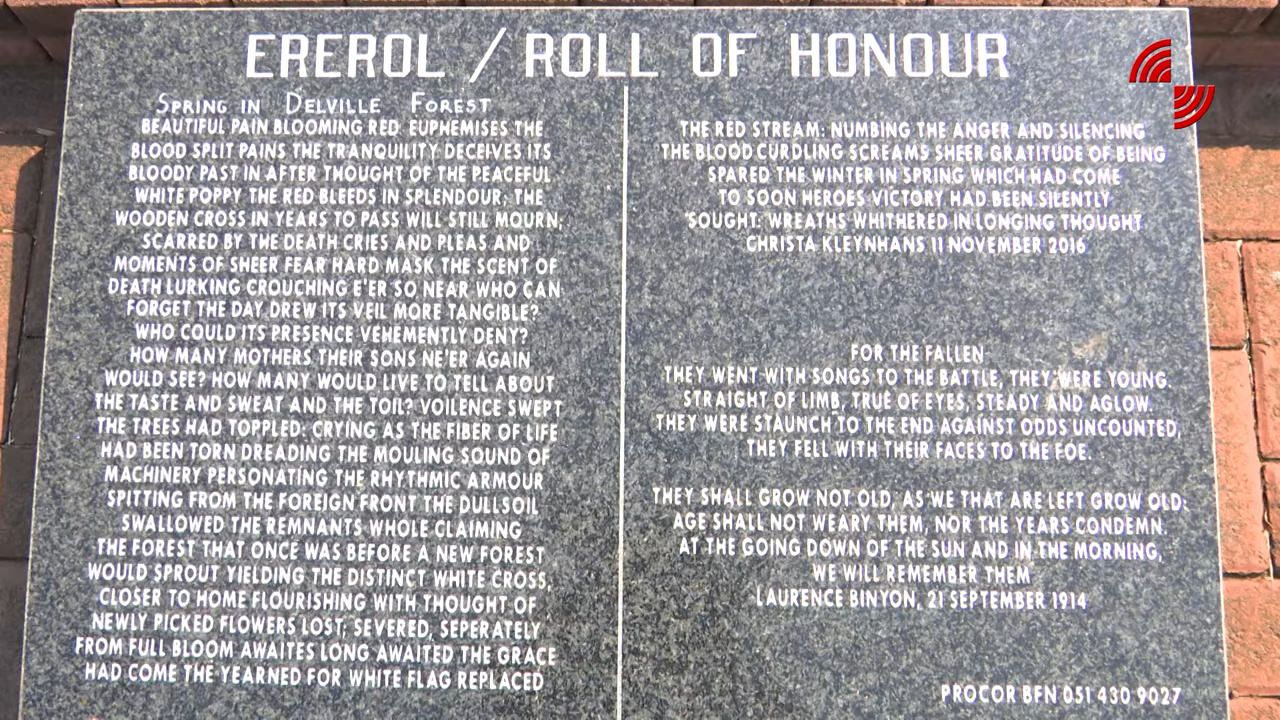 EREROL / ROLL OF HONOUR
SPRING IN DELVILLE FOREST
BEAUTIFUL PAIN BLOOMING RED EUPHEMISES THE
BLOOD SPLIT PAINS THE TRANQUILITY DECEIVES ITS
BLOODY PAST IN AFTER THOUGHT OF THE PEACEFUL
WHITE POPPY THE RED BLEEDS IN SPLENDOUR; THE
WOODEN CROSS IN YEARS TO PASS WILL STILL MOURN;
SCARRED BY THE DEATH CRIES AND PLEAS AND
MOMENTS OF SHEER FEAR HARD MASK THE SCENT OF
DEATH LURKING CROUCHING E'ER SO NEAR WHO CAN
FORGET THE DAY DREW ITS VEIL MORE TANGIBLE?
WHO COULD ITS PRESENCE VEHEMENTLY DENY?
HOW MANY MOTHERS THEIR SONS NE'ER AGAIN
WOULD SEE? HOW MANY WOULD LIVE TO TELL ABOUT
THE TASTE AND SWEAT AND THE TOIL? VOILENCE SWEPT
THE TREES HAD TOPPLED: CRYING AS THE FIBER OF LIFE
HAD BEEN TORN DREADING THE MOULING SOUND OF
MACHINERY PERSONATING THE RHYTHMIC ARMOUR
SPITTING FROM THE FOREIGN FRONT THE DULLSOIL
SWALLOWED THE REMNANTS WHOLE CLAIMING
THE FOREST THAT ONCE WAS BEFORE A NEW FOREST
WOULD SPROUT YIELDING THE DISTINCT WHITE CROSS,
CLOSER TO HOME FLOURISHING WITH THOUGHT OF
NEWLY PICKED FLOWERS LOST; SEVERED, SEPERATELY
FROM FULL BLOOM AWAITES LONG AWAITED THE GRACE
HAD COME THE YEARNED FOR WHITE FLAG REPLACED
THE RED STREAM: NUMBING THE ANGER AND SILENCING
THE BLOOD CURDLING SCREAMS SHEER GRATITUDE OF BEING
SPARED THE WINTER IN SPRING WHICH HAD COME
TO SOON HEROES VICTORY HAD BEEN SILENTLY
SOUGHT: WREATHS WHITHERED IN LONGING THOUGHT
CHRISTA KLEYNHANS 11 NOVEMBER 2016
FOR THE FALLEN
THEY WENT WITH SONGS TO THE BATTLE, THEY WERE YOUNG.
STRAIGHT OF LIMB, TRUE OF EYES, STEADY AND AGLOW.
THEY WERE STAUNCH TO THE END AGAINST ODDS UNCOUNTED,
THEY FELL WITH THEIR FACES TO THE FOE.
THEY SHALL GROW NOT OLD, AS WE THAT ARE LEFT GROW OLD:
AGE SHALL NOT WEARY THEM, NOR THE YEARS CONDEMN.
AT THE GOING DOWN OF THE SUN AND IN THE MORNING,
WE WILL REMEMBER THEM
LAURENCE BINYON, 21 SEPTEMBER 1914
PROCOR BFN 051 430 9027